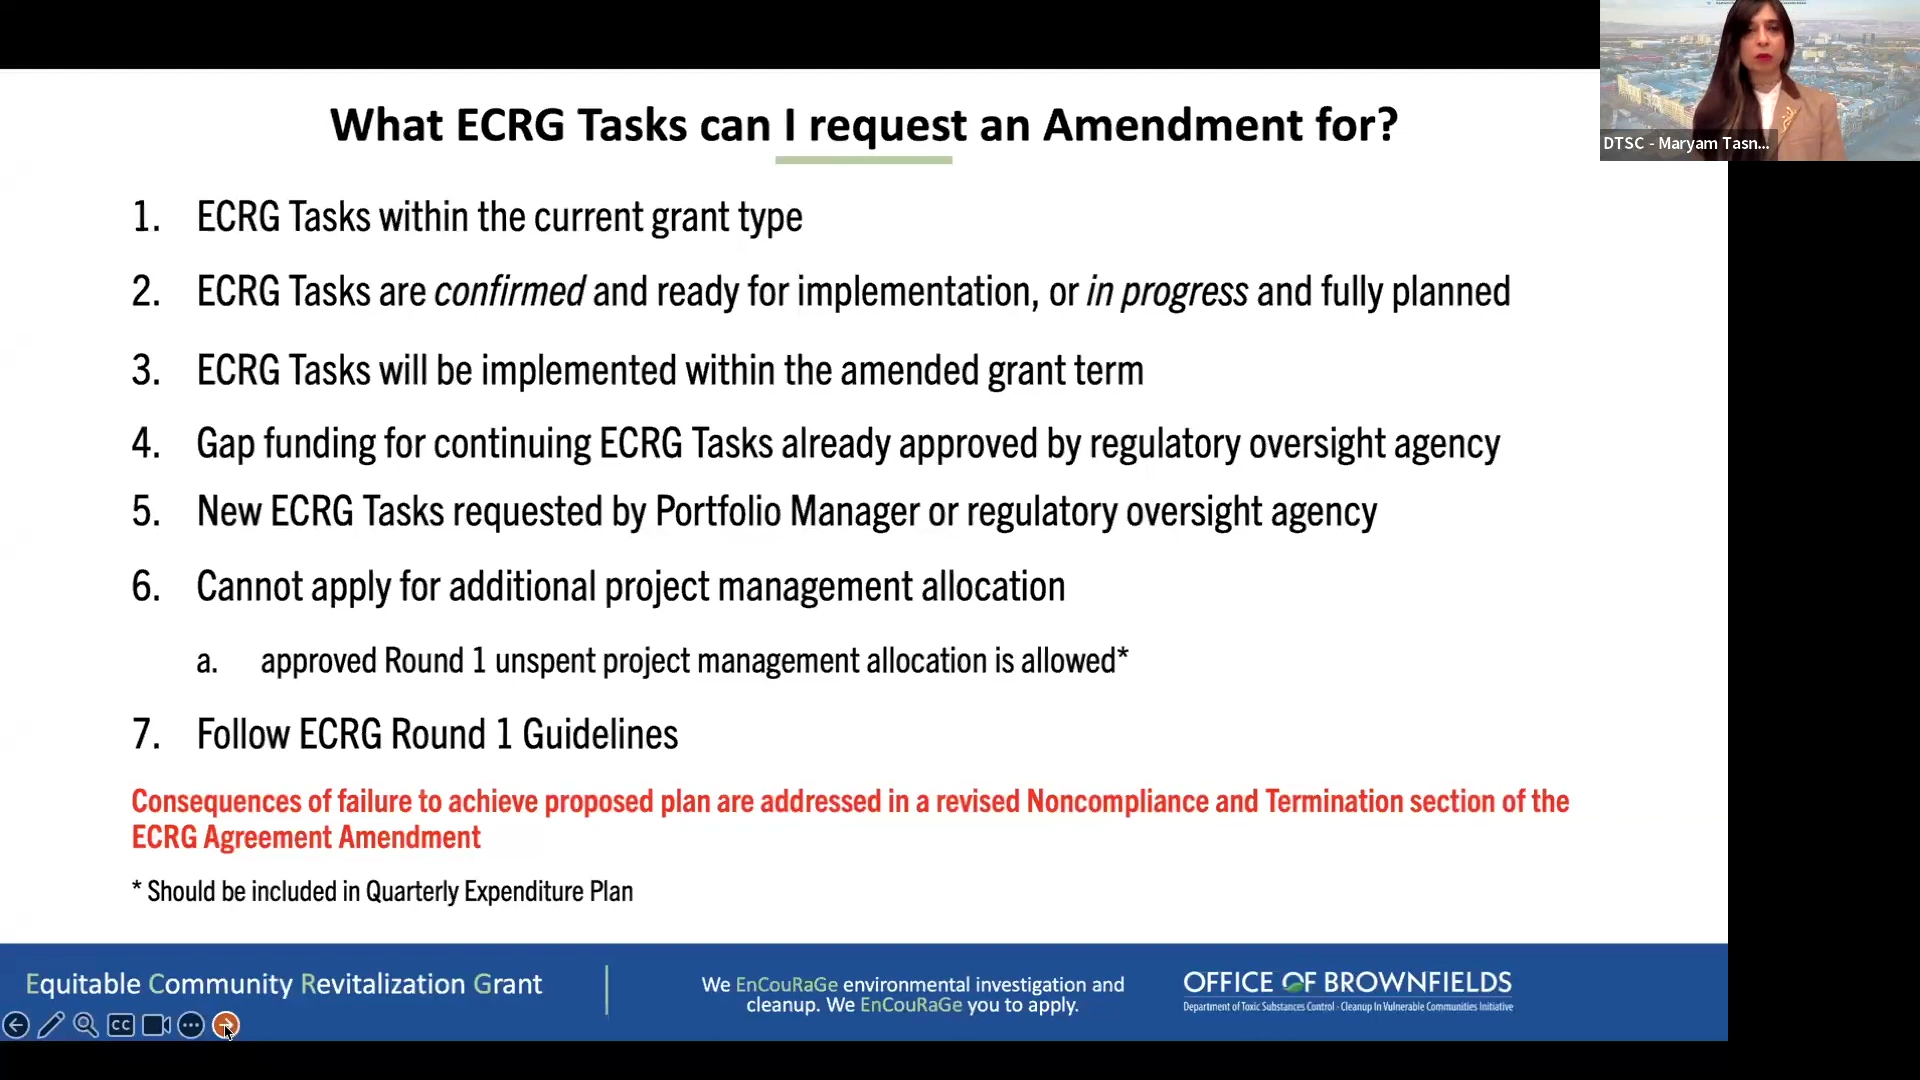 What ECRG Tasks can I request an Amendment for?
DTSC - Maryam Tasn...
1. ECRG Tasks within the current grant type
2. ECRG Tasks are confirmed and ready for implementation, or in progress and fully planned
3. ECRG Tasks will be implemented within the amended grant term
4. Gap funding for continuing ECRG Tasks already approved by regulatory oversight agency
5. New ECRG Tasks requested by Portfolio Manager or regulatory oversight agency
6. Cannot apply for additional project management allocation
a. approved Round 1 unspent project management allocation is allowed*
7. Follow ECRG Round 1 Guidelines
Consequences of failure to achieve proposed plan are addressed in a revised Noncompliance and Termination section of the
ECRG Agreement Amendment
* Should be included in Quarterly Expenditure Plan
Equitable Community Revitalization Grant
We EnCouRaGe environmental investigation and
cleanup. We EnCouRaGe you to apply.
OFFICE OF BROWNFIELDS
Department of Toxic Substances Control - Cleanup In Vulnerable Communities Initiative
CC